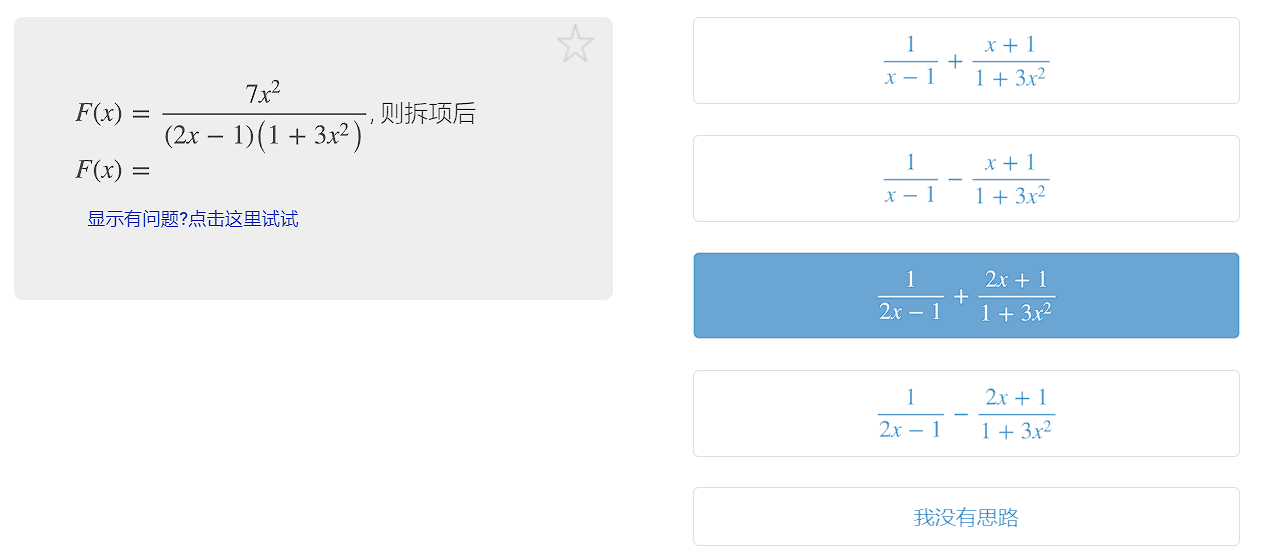 $F(x) = \frac{7x^2}{(2x-1)(1+3x^2)}$, 则拆项后
$F(x) =$
显示有问题?点击这里试试
$\frac{1}{x-1} + \frac{x+1}{1+3x^2}$
$\frac{1}{x-1} - \frac{x+1}{1+3x^2}$
$\frac{1}{2x-1} + \frac{2x+1}{1+3x^2}$
$\frac{1}{2x-1} - \frac{2x+1}{1+3x^2}$
我没有思路